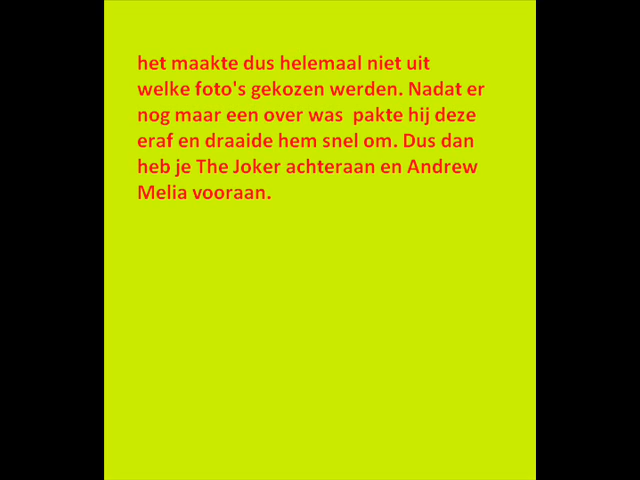 het maakte dus helemaal niet uit
welke foto's gekozen werden. Nadat er
nog maar een over was  pakte hij deze
eraf en draaide hem snel om. Dus dan
heb je The Joker achteraan en Andrew
Melia vooraan.